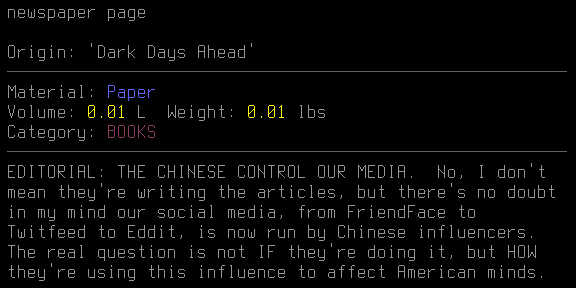 newspaper page
Origin: 'Dark Days Ahead'
Material: Paper
Volume: 0.01 L  Weight: 0.01 lbs
Category: BOOKS
EDITORIAL: THE CHINESE CONTROL OUR MEDIA.  No, I don't
mean they're writing the articles, but there's no doubt
in my mind our social media, from FriendFace to
Twitfeed to Eddit, is now run by Chinese influencers.
The real question is not IF they're doing it, but HOW
they're using this influence to affect American minds.